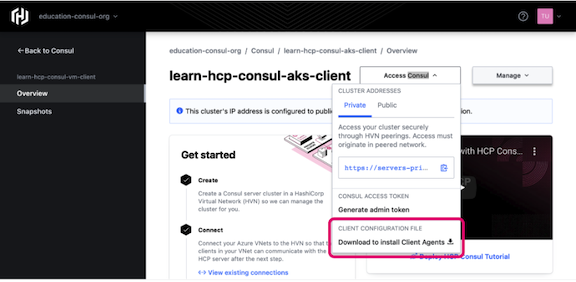 education-consul-org
TU
Back to Consul
learn-hcp-consul-vm-client
Overview
Snapshots
education-consul-org / Consul / learn-hcp-consul-aks-client / Overview
learn-hcp-consul-aks-client
Access Consul
Manage
This cluster's IP address is configured to publi
ion.
CLUSTER ADDRESSES
Private
Public
Access your cluster securely
through HVN peerings. Access must
originate in peered network.
https://servers-pri...
CONSUL ACCESS TOKEN
Generate admin token
CLIENT CONFIGURATION FILE
Download to install Client Agents
Get started
Create
Create a Consul server cluster in a HashiCorp
Virtual Network (HVN) so we can manage the
cluster for you.
Connect
Connect your Azure VNets to the HVN so that t
clients in your VNet can communicate with the
HCP server after the next step.
View existing connections
with HCP Cons...
HCP
Deploy HCP Consul Tutorial